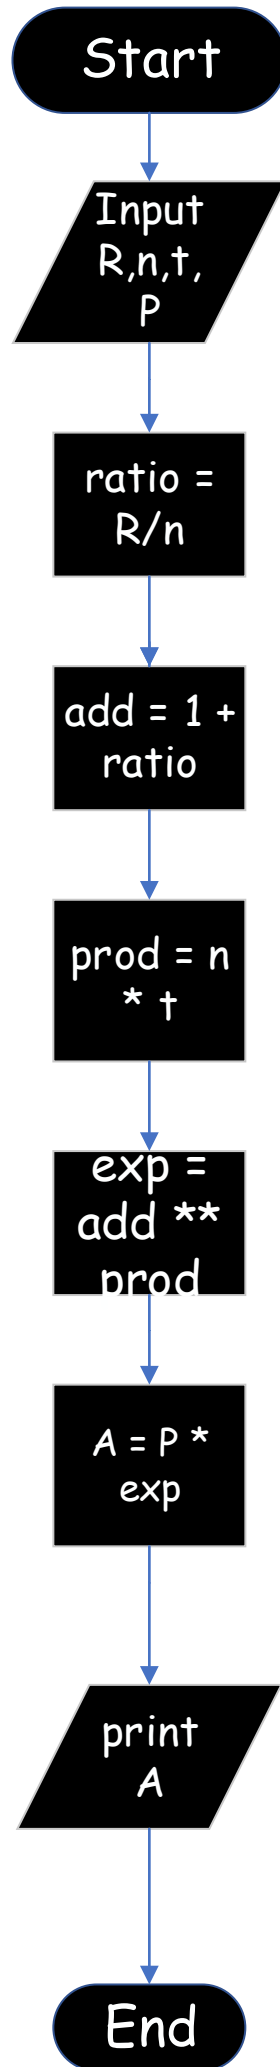 Start
Input
R,n,t,
P
ratio =
R/n
add = 1 +
ratio
prod = n
* t
exp =
add **
prod
A = P *
exp
print
A
End